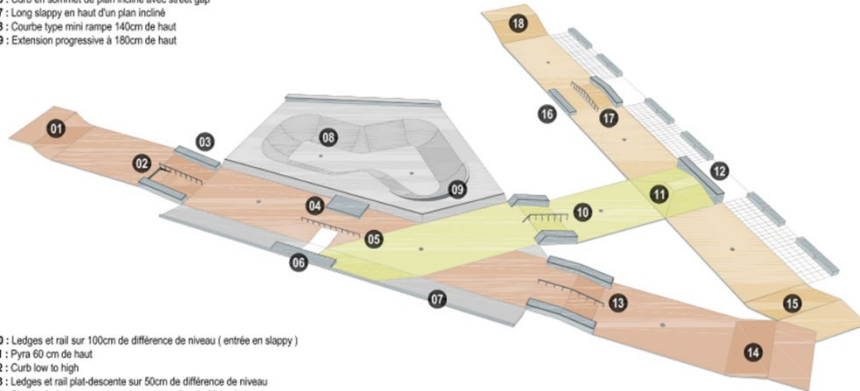 : Curb en sommet de plan incliné avec street gap
7 : Long slappy en haut d'un plan incliné
8 : Courbe type mini rampe 140cm de haut
9 : Extension progressive à 180cm de haut
18
01
03
08
16
17
02
12
09
04
10
11
05
06
07
13
15
14
0 : Ledges et rail sur 100cm de différence de niveau ( entrée en slappy )
1 : Pyra 60 cm de haut
2 : Curb low to high
3 : Ledges et rail plat-descente sur 50cm de différence de niveau